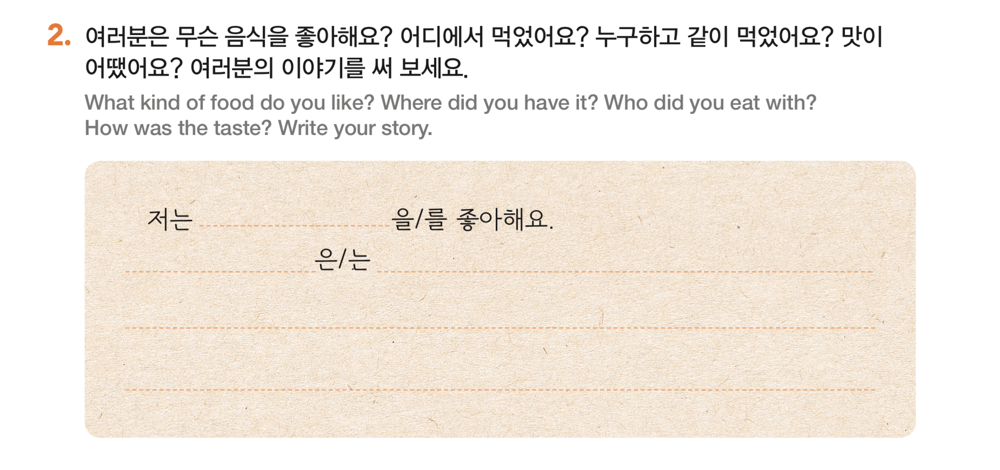 2. 여러분은 무슨 음식을 좋아해요? 어디에서 먹었어요? 누구하고 같이 먹었어요? 맛이
어땠어요? 여러분의 이야기를 써 보세요.
What kind of food do you like? Where did you have it? Who did you eat with?
How was the taste? Write your story.
저는 을/를 좋아해요.
은/는